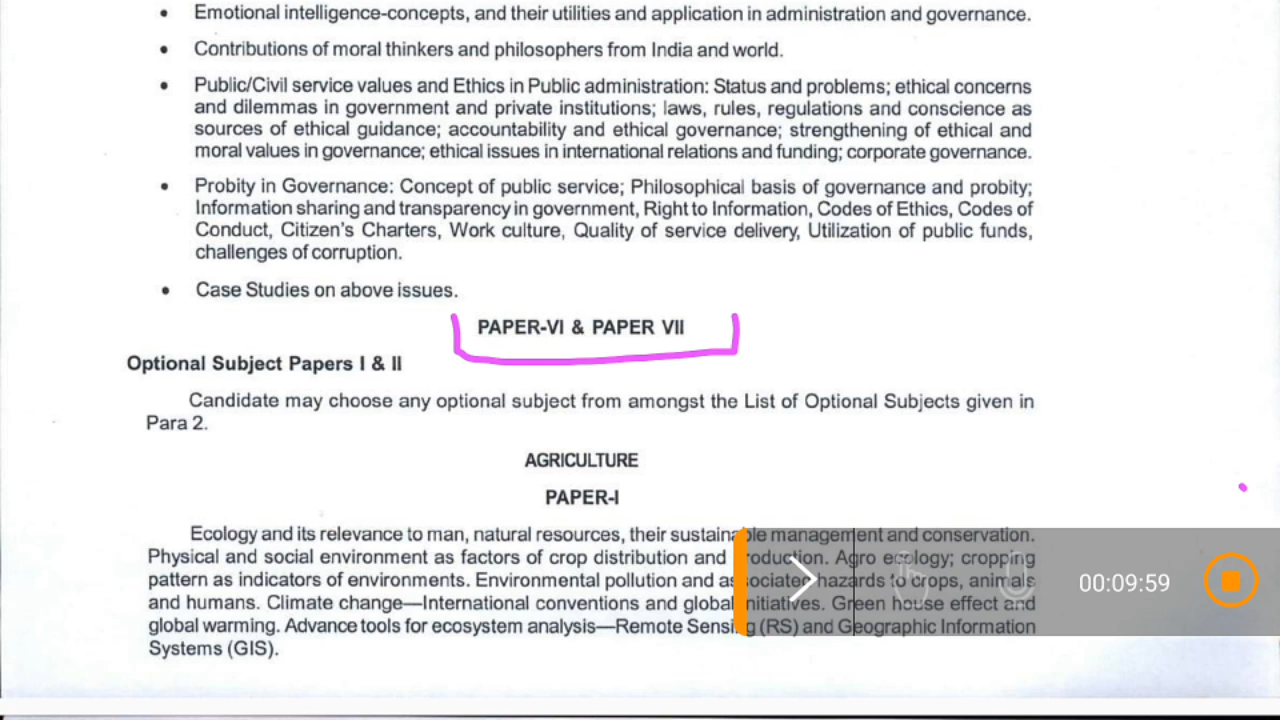 • Emotional intelligence-concepts, and their utilities and application in administration and governance.
• Contributions of moral thinkers and philosophers from India and world.
• Public/Civil service values and Ethics in Public administration: Status and problems; ethical concerns
and dilemmas in government and private institutions; laws, rules, regulations and conscience as
sources of ethical guidance; accountability and ethical governance; strengthening of ethical and
moral values in governance; ethical issues in international relations and funding; corporate governance.
• Probity in Governance: Concept of public service; Philosophical basis of governance and probity;
Information sharing and transparency in government, Right to Information, Codes of Ethics, Codes of
Conduct, Citizen's Charters, Work culture, Quality of service delivery, Utilization of public funds,
challenges of corruption.
• Case Studies on above issues.
PAPER-VI & PAPER VII
Optional Subject Papers I & II
Candidate may choose any optional subject from amongst the List of Optional Subjects given in
Para 2.
AGRICULTURE
PAPER-I
Ecology and its relevance to man, natural resources, their sustainable management and conservation.
Physical and social environment as factors of crop distribution and production. Agro ecology; cropping
pattern as indicators of environments. Environmental pollution and associated hazards to crops, animals
and humans. Climate change—International conventions and global initiatives. Green house effect and
global warming. Advance tools for ecosystem analysis—Remote Sensing (RS) and Geographic Information
Systems (GIS).
00:09:59